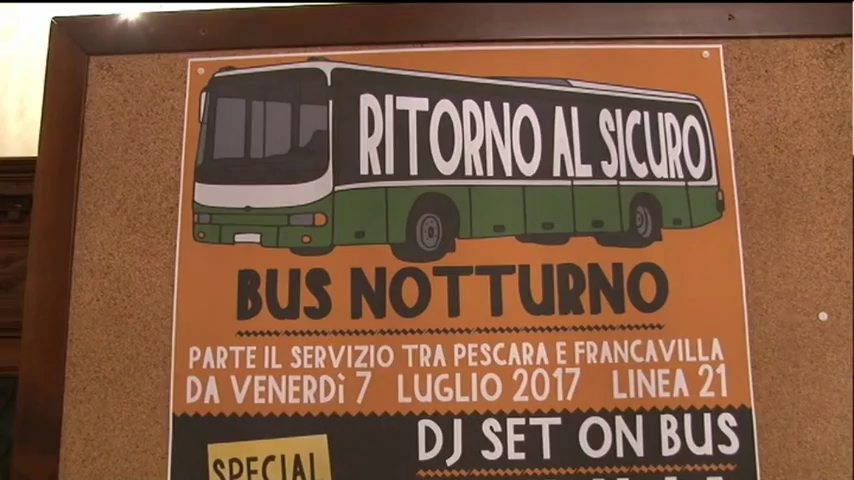 RITORNO AL SICURO
BUS NOTTURNO
PARTE IL SERVIZIO TRA PESCARA E FRANCAVILLA
DA VENERDì 7 LUGLIO 2017 LINEA 21
DJ SET ON BUS
SPECIAL